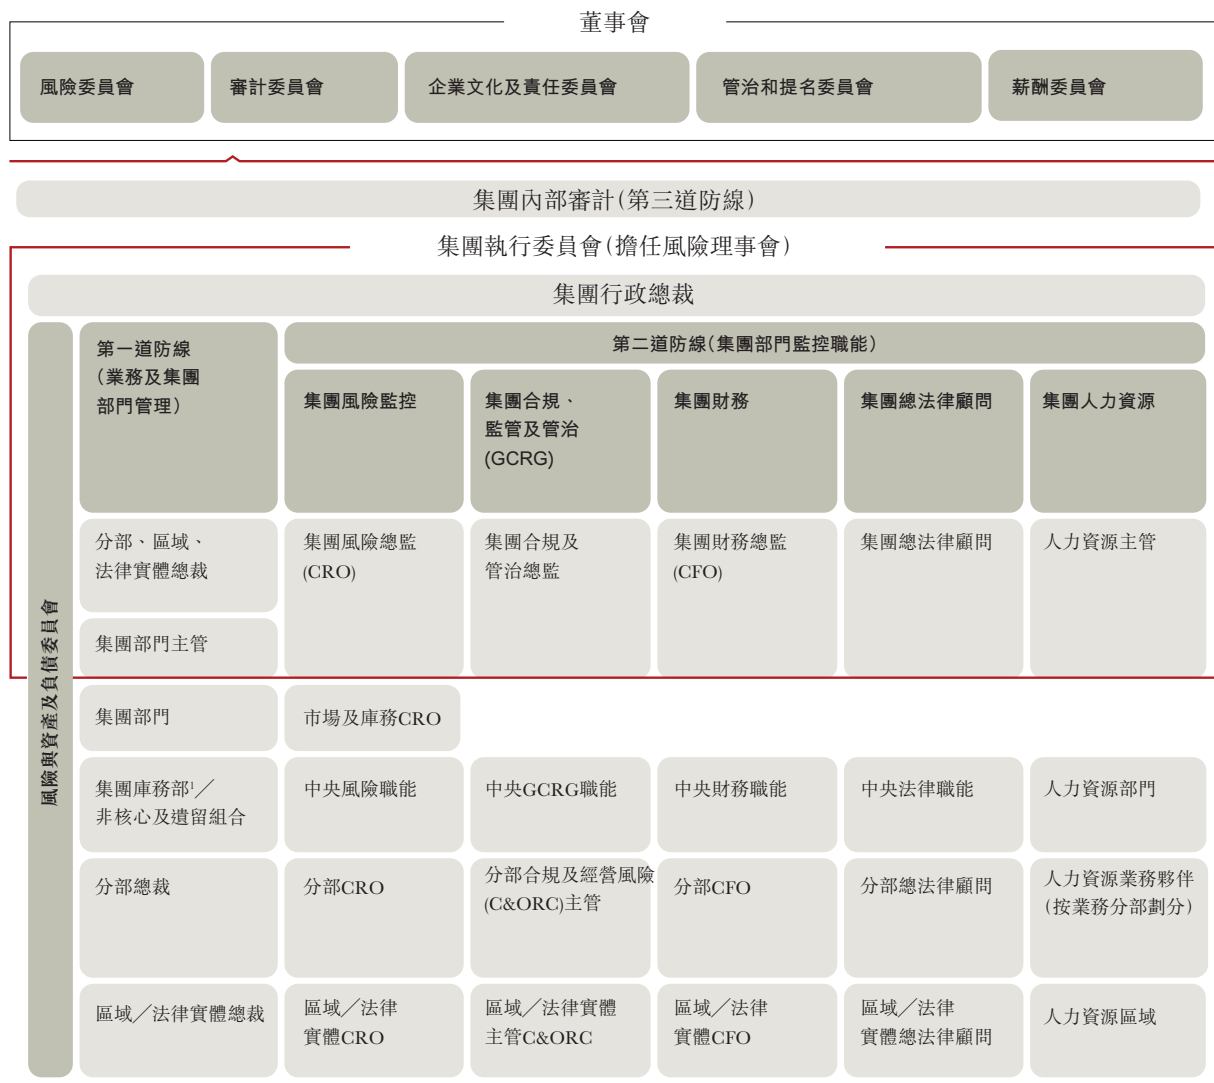 董事會
風險委員會
審計委員會
企業文化及責任委員會
管治和提名委員會
薪酬委員會
集團內部審計(第三道防線)
集團執行委員會(擔任風險理事會)
集團行政總裁
風險與資產及負債委員會
第一道防線
(業務及集團
部門管理)
第二道防線(集團部門監控職能)
集團風險監控
集團合規、
監管及管治
(GCRG)
集團財務
集團總法律顧問
集團人力資源
分部、區域、
法律實體總裁
集團風險總監
(CRO)
集團合規及
管治總監
集團財務總監
(CFO)
集團總法律顧問
人力資源主管
集團部門主管
集團部門
市場及庫務CRO
集團庫務部¹╱
非核心及遺留組合
中央風險職能
中央GCRG職能
中央財務職能
中央法律職能
人力資源部門
分部總裁
分部CRO
分部合規及經營風險
(C&ORC)主管
分部CFO
分部總法律顧問
人力資源業務夥伴
(按業務分部劃分)
區域╱法律實體總裁
區域╱法律
實體CRO
區域╱法律實體
主管C&ORC
區域╱法律
實體CFO
區域╱法律
實體總法律顧問
人力資源區域